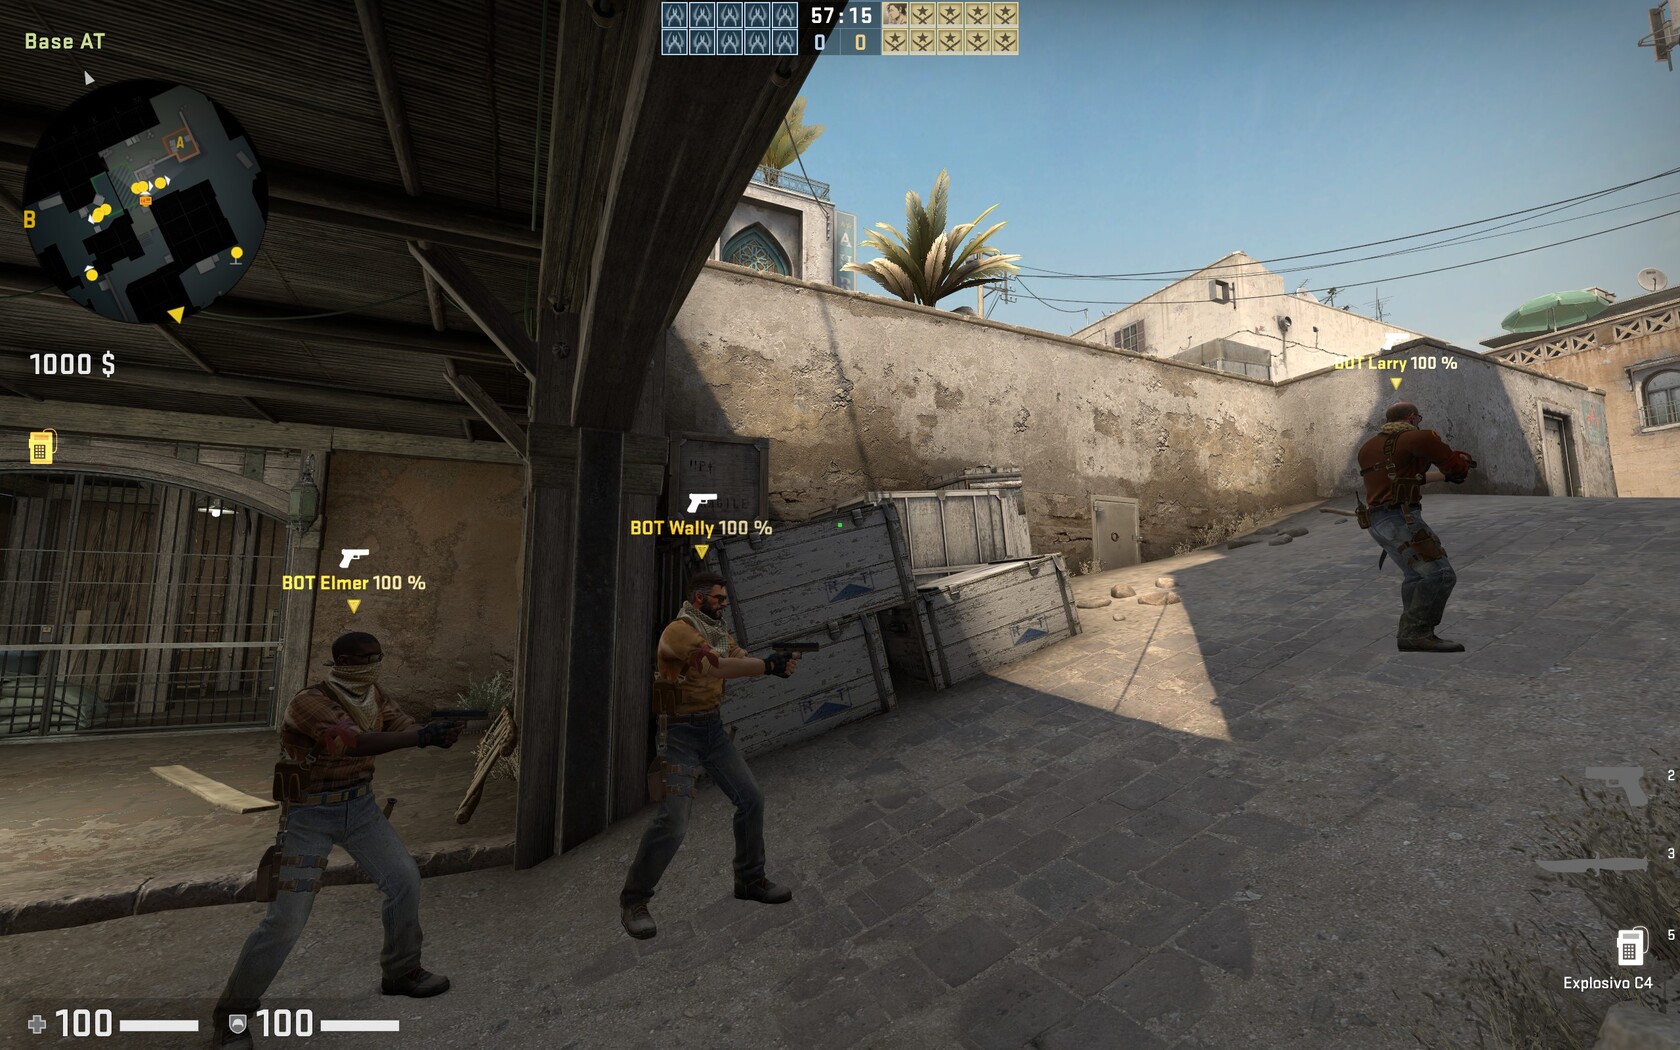 Base AT
57:15
0 0
A
B
1000 $
BOT Larry 100 %
BOT Wally 100 %
BOT Elmer 100 %
2
3
5
Explosivo C4
100 100